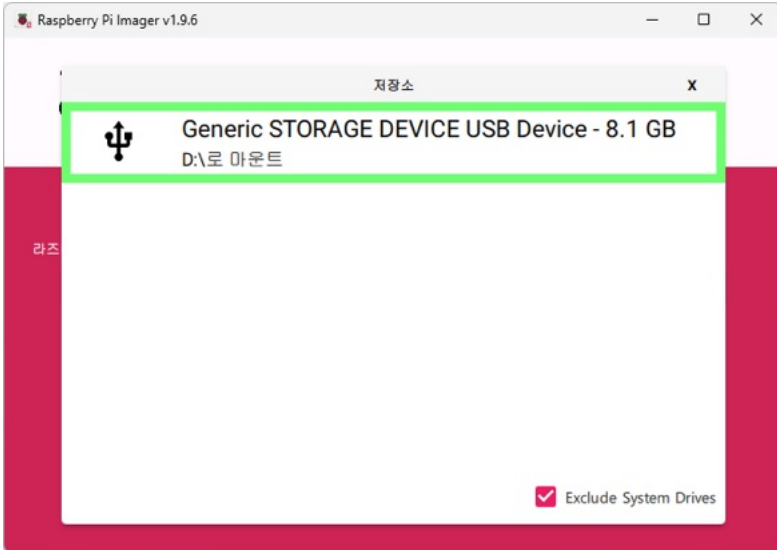 Raspberry Pi Imager v1.9.6
저장소
X
Generic STORAGE DEVICE USB Device - 8.1 GB
D:\로 마운트
라즈
Exclude System Drives